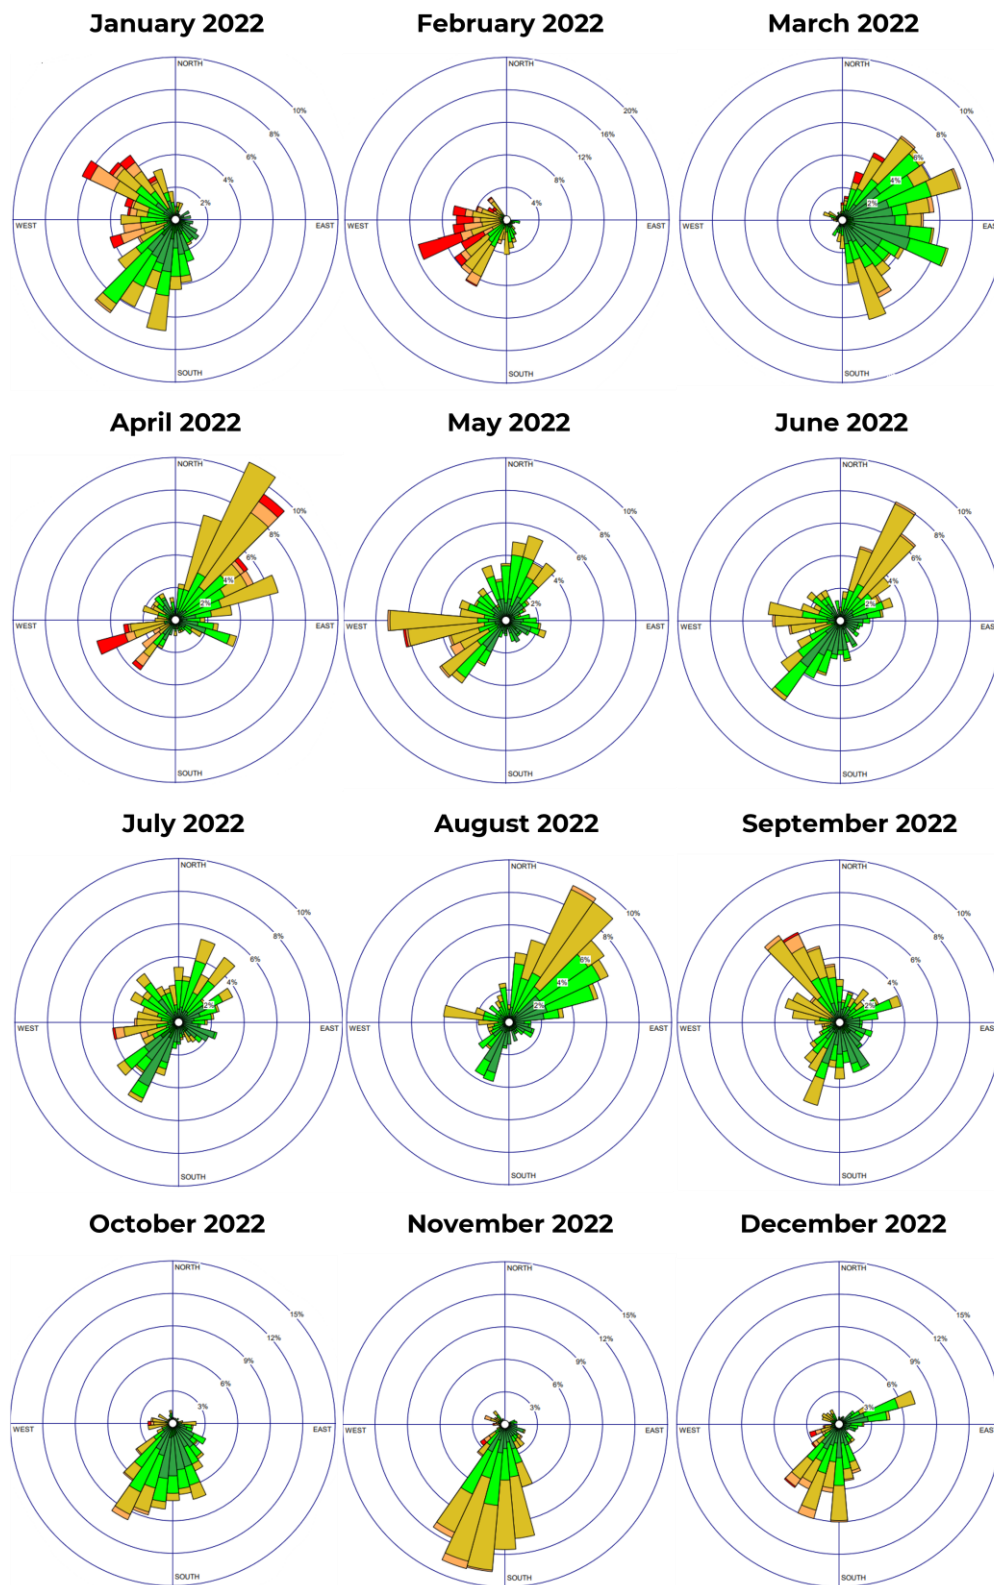 January 2022 February 2022 March 2022
NORTH NORTH NORTH
10% 20% 10%
8% 16% 8%
6% 12% 6%
4% 8% 4%
2% 4% 2%
WEST EAST WEST EAST WEST EAS
SOUTH SOUTH SOUTH
April 2022 May 2022 June 2022
NORTH NORTH NORTH
10% 10% 10%
8% 8% 8%
6% 6% 6%
4% 4% 4%
2% 2% 2%
WEST EAST WEST EAST WEST EAS
SOUTH SOUTH SOUTH
July 2022 August 2022 September 2022
NORTH NORTH NORTH
10% 10% 10%
8% 8% 8%
6% 6% 6%
4% 4% 4%
2% 2% 2%
WEST EAST WEST EAST WEST EAST
SOUTH SOUTH SOUTH
October 2022 November 2022 December 2022
NORTH NORTH NORTH
15% 15% 15%
12% 12% 12%
9% 9% 9%
6% 6% 6%
3% 3% 3%
WEST EAST WEST EAST WEST EAST
SOUTH SOUTH SOUTH